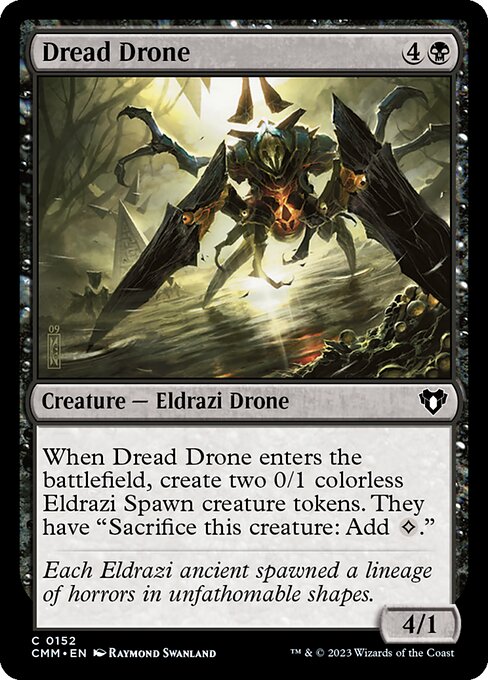 Dread Drone 4
09
Creature — Eldrazi Drone
When Dread Drone enters the
battlefield, create two 0/1 colorless
Eldrazi Spawn creature tokens. They
have “Sacrifice this creature: Add .”
Each Eldrazi ancient spawned a lineage
of horrors in unfathomable shapes.
4/1
C 0152
CMM • EN Raymond Swanland
™ & © 2023 Wizards of the Coast